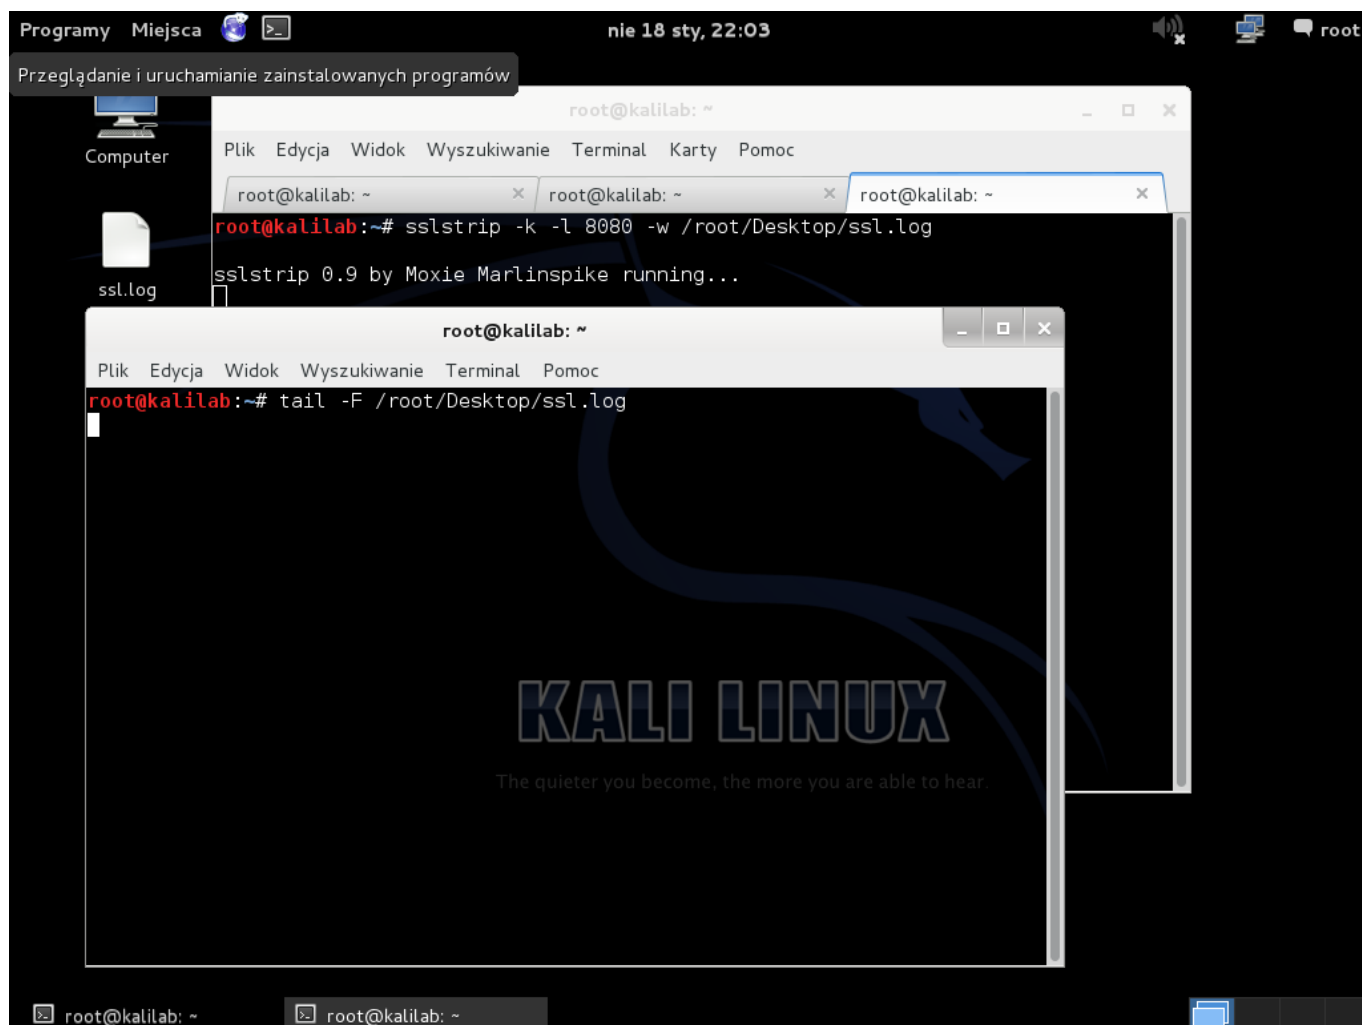 Programy Miejsca nie 18 sty, 22:03 root
Przeglądanie i uruchamianie zainstalowanych programów
root@kalilab: ~
Computer
Plik Edycja Widok Wyszukiwanie Terminal Karty Pomoc
root@kalilab: ~ root@kalilab: ~ root@kalilab: ~
root@kalilab:~# sslstrip -k -l 8080 -w /root/Desktop/ssl.log
sslstrip 0.9 by Moxie Marlinspike running...
ssl.log
root@kalilab: ~
Plik Edycja Widok Wyszukiwanie Terminal Pomoc
root@kalilab:~# tail -F /root/Desktop/ssl.log
KALI LINUX
The quieter you become, the more you are able to hear.
root@kalilab: ~ root@kalilab: ~